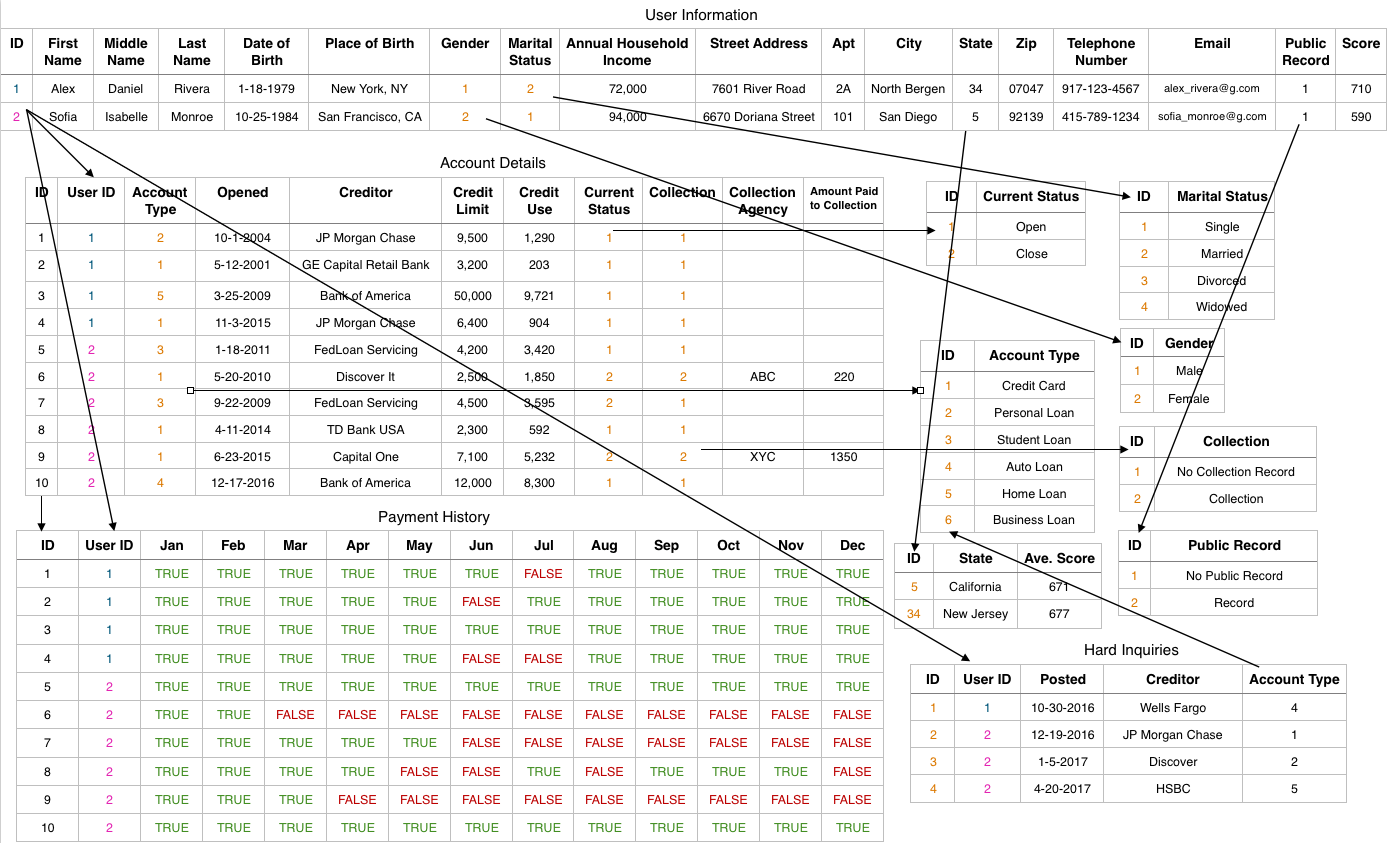 User Information
ID First Name Middle Name Last Name Date of Birth Place of Birth Gender Marital Status Annual Household Income Street Address Apt City State Zip Telephone Number Email Public Record Score
1 Alex Daniel Rivera 1-18-1979 New York, NY 1 2 72,000 7601 River Road 2A North Bergen 34 07047 917-123-4567 alex_rivera@g.com 1 710
2 Sofia Isabelle Monroe 10-25-1984 San Francisco, CA 2 1 94,000 6670 Doriana Street 101 San Diego 5 92139 415-789-1234 sofia_monroe@g.com 1 590
Account Details
ID User ID Account Type Opened Creditor Credit Limit Credit Use Current Status Collection Collection Agency Amount Paid to Collection
1 1 2 10-1-2004 JP Morgan Chase 9,500 1,290 1 1
2 1 1 5-12-2001 GE Capital Retail Bank 3,200 203 1 1
3 1 5 3-25-2009 Bank of America 50,000 9,721 1 1
4 1 1 11-3-2015 JP Morgan Chase 6,400 904 1 1
5 2 3 1-18-2011 FedLoan Servicing 4,200 3,420 1 1
6 2 1 5-20-2010 Discover It 2,500 1,850 2 2 ABC 220
7 2 3 9-22-2009 FedLoan Servicing 4,500 3,595 2 1
8 2 1 4-11-2014 TD Bank USA 2,300 592 1 1
9 2 1 6-23-2015 Capital One 7,100 5,232 2 2 XYC 1350
10 2 4 12-17-2016 Bank of America 12,000 8,300 1 1
ID Current Status
1 Open
2 Close
ID Marital Status
1 Single
2 Married
3 Divorced
4 Widowed
ID Gender
1 Male
2 Female
ID Account Type
1 Credit Card
2 Personal Loan
3 Student Loan
4 Auto Loan
5 Home Loan
6 Business Loan
ID Collection
1 No Collection Record
2 Collection
Payment History
ID User ID Jan Feb Mar Apr May Jun Jul Aug Sep Oct Nov Dec
1 1 TRUE TRUE TRUE TRUE TRUE TRUE FALSE TRUE TRUE TRUE TRUE TRUE
2 1 TRUE TRUE TRUE TRUE TRUE FALSE TRUE TRUE TRUE TRUE TRUE TRUE
3 1 TRUE TRUE TRUE TRUE TRUE TRUE TRUE TRUE TRUE TRUE TRUE TRUE
4 1 TRUE TRUE TRUE TRUE TRUE FALSE FALSE TRUE TRUE TRUE TRUE TRUE
5 2 TRUE TRUE TRUE TRUE TRUE TRUE TRUE TRUE TRUE TRUE TRUE TRUE
6 2 TRUE TRUE FALSE FALSE FALSE FALSE FALSE FALSE FALSE FALSE FALSE FALSE
7 2 TRUE TRUE TRUE TRUE TRUE FALSE FALSE FALSE FALSE FALSE FALSE FALSE
8 2 TRUE TRUE TRUE TRUE FALSE FALSE TRUE FALSE TRUE TRUE TRUE FALSE
9 2 TRUE TRUE TRUE FALSE FALSE FALSE FALSE FALSE FALSE FALSE FALSE FALSE
10 2 TRUE TRUE TRUE TRUE TRUE TRUE TRUE TRUE TRUE TRUE TRUE TRUE
ID State Ave. Score
5 California 671
34 New Jersey 677
ID Public Record
1 No Public Record
2 Record
Hard Inquiries
ID User ID Posted Creditor Account Type
1 1 10-30-2016 Wells Fargo 4
2 2 12-19-2016 JP Morgan Chase 1
3 2 1-5-2017 Discover 2
4 2 4-20-2017 HSBC 5